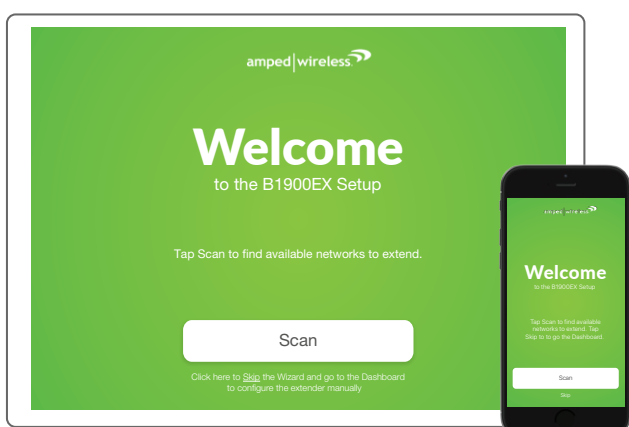 amped wireless
Welcome
to the B1900EX Setup
Tap Scan to find available networks to extend.
Scan
Click here to Skip the Wizard and go to the Dashboard
to configure the extender manually
amped wireless
Welcome
to the B1900EX Setup
Tap Scan to find available
networks to extend. Tap
Skip to to go the Dashboard.
Scan
Skip